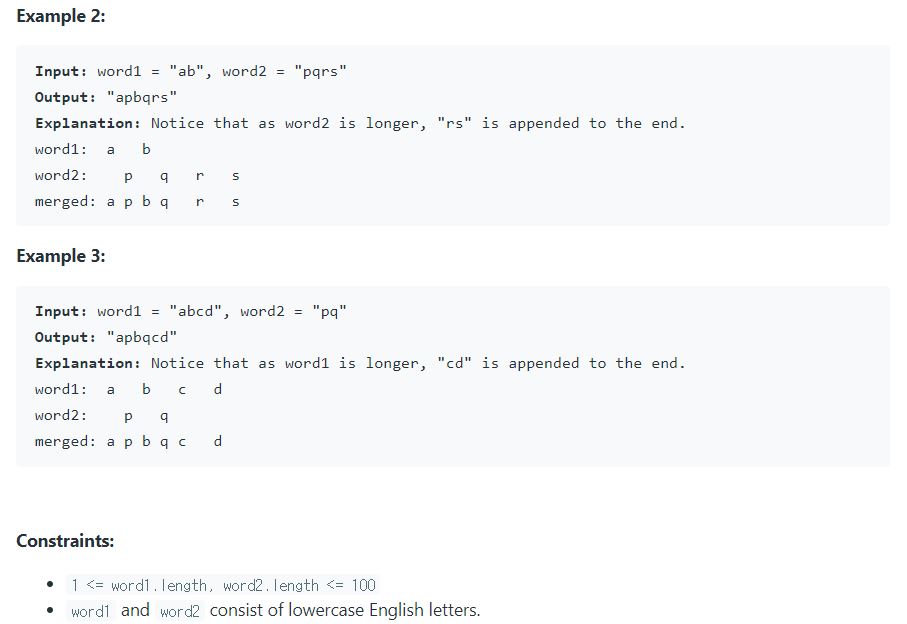 Example 2:
Input: word1 = "ab", word2 = "pqrs"
Output: "apbqrs"
Explanation: Notice that as word2 is longer, "rs" is appended to the end.
word1:  a   b
word2:    p   q   r   s
merged: a p b q   r   s
Example 3:
Input: word1 = "abcd", word2 = "pq"
Output: "apbqcd"
Explanation: Notice that as word1 is longer, "cd" is appended to the end.
word1:  a   b   c   d
word2:    p   q
merged: a p b q c   d
Constraints:
• 1 <= word1.length, word2.length <= 100
• word1 and word2 consist of lowercase English letters.